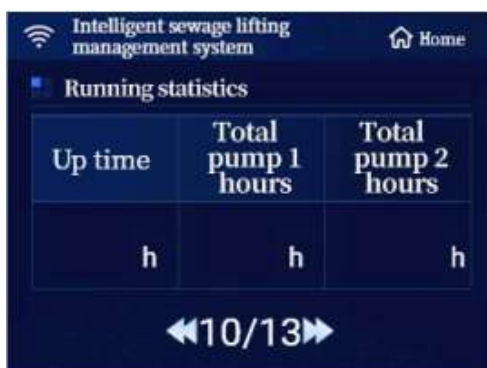 Intelligent sewage lifting
management system
Home
Running statistics
Up time
Total
pump 1
hours
Total
pump 2
hours
h
h
h
10/13